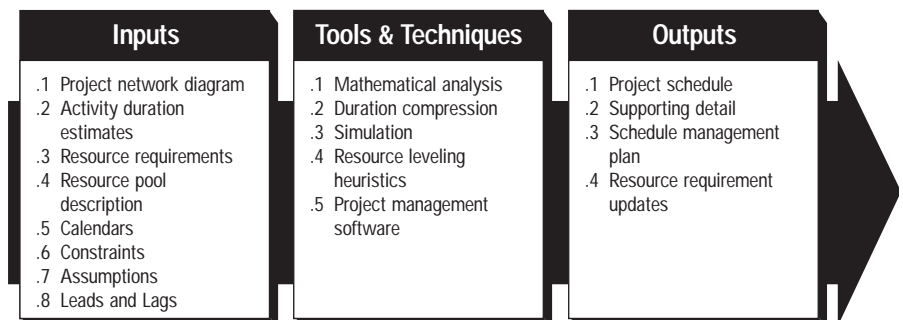 Inputs
.1 Project network diagram
.2 Activity duration
estimates
.3 Resource requirements
.4 Resource pool
description
.5 Calendars
.6 Constraints
.7 Assumptions
.8 Leads and Lags
Tools & Techniques
.1 Mathematical analysis
.2 Duration compression
.3 Simulation
.4 Resource leveling
heuristics
.5 Project management
software
Outputs
.1 Project schedule
.2 Supporting detail
.3 Schedule management
plan
.4 Resource requirement
updates